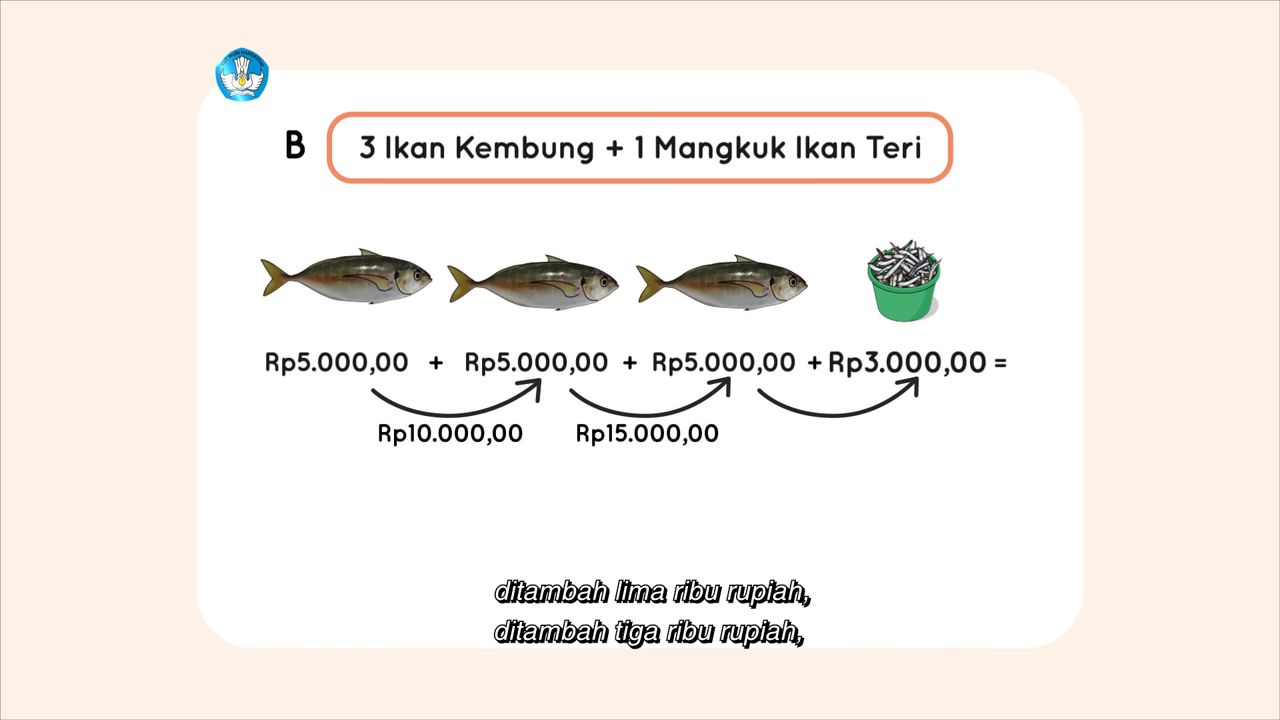 B
3 Ikan Kembung + 1 Mangkuk Ikan Teri
Rp5.000,00 + Rp5.000,00 + Rp5.000,00 + Rp3.000,00 =
Rp10.000,00 Rp15.000,00
ditambah lima ribu rupiah,
ditambah tiga ribu rupiah,